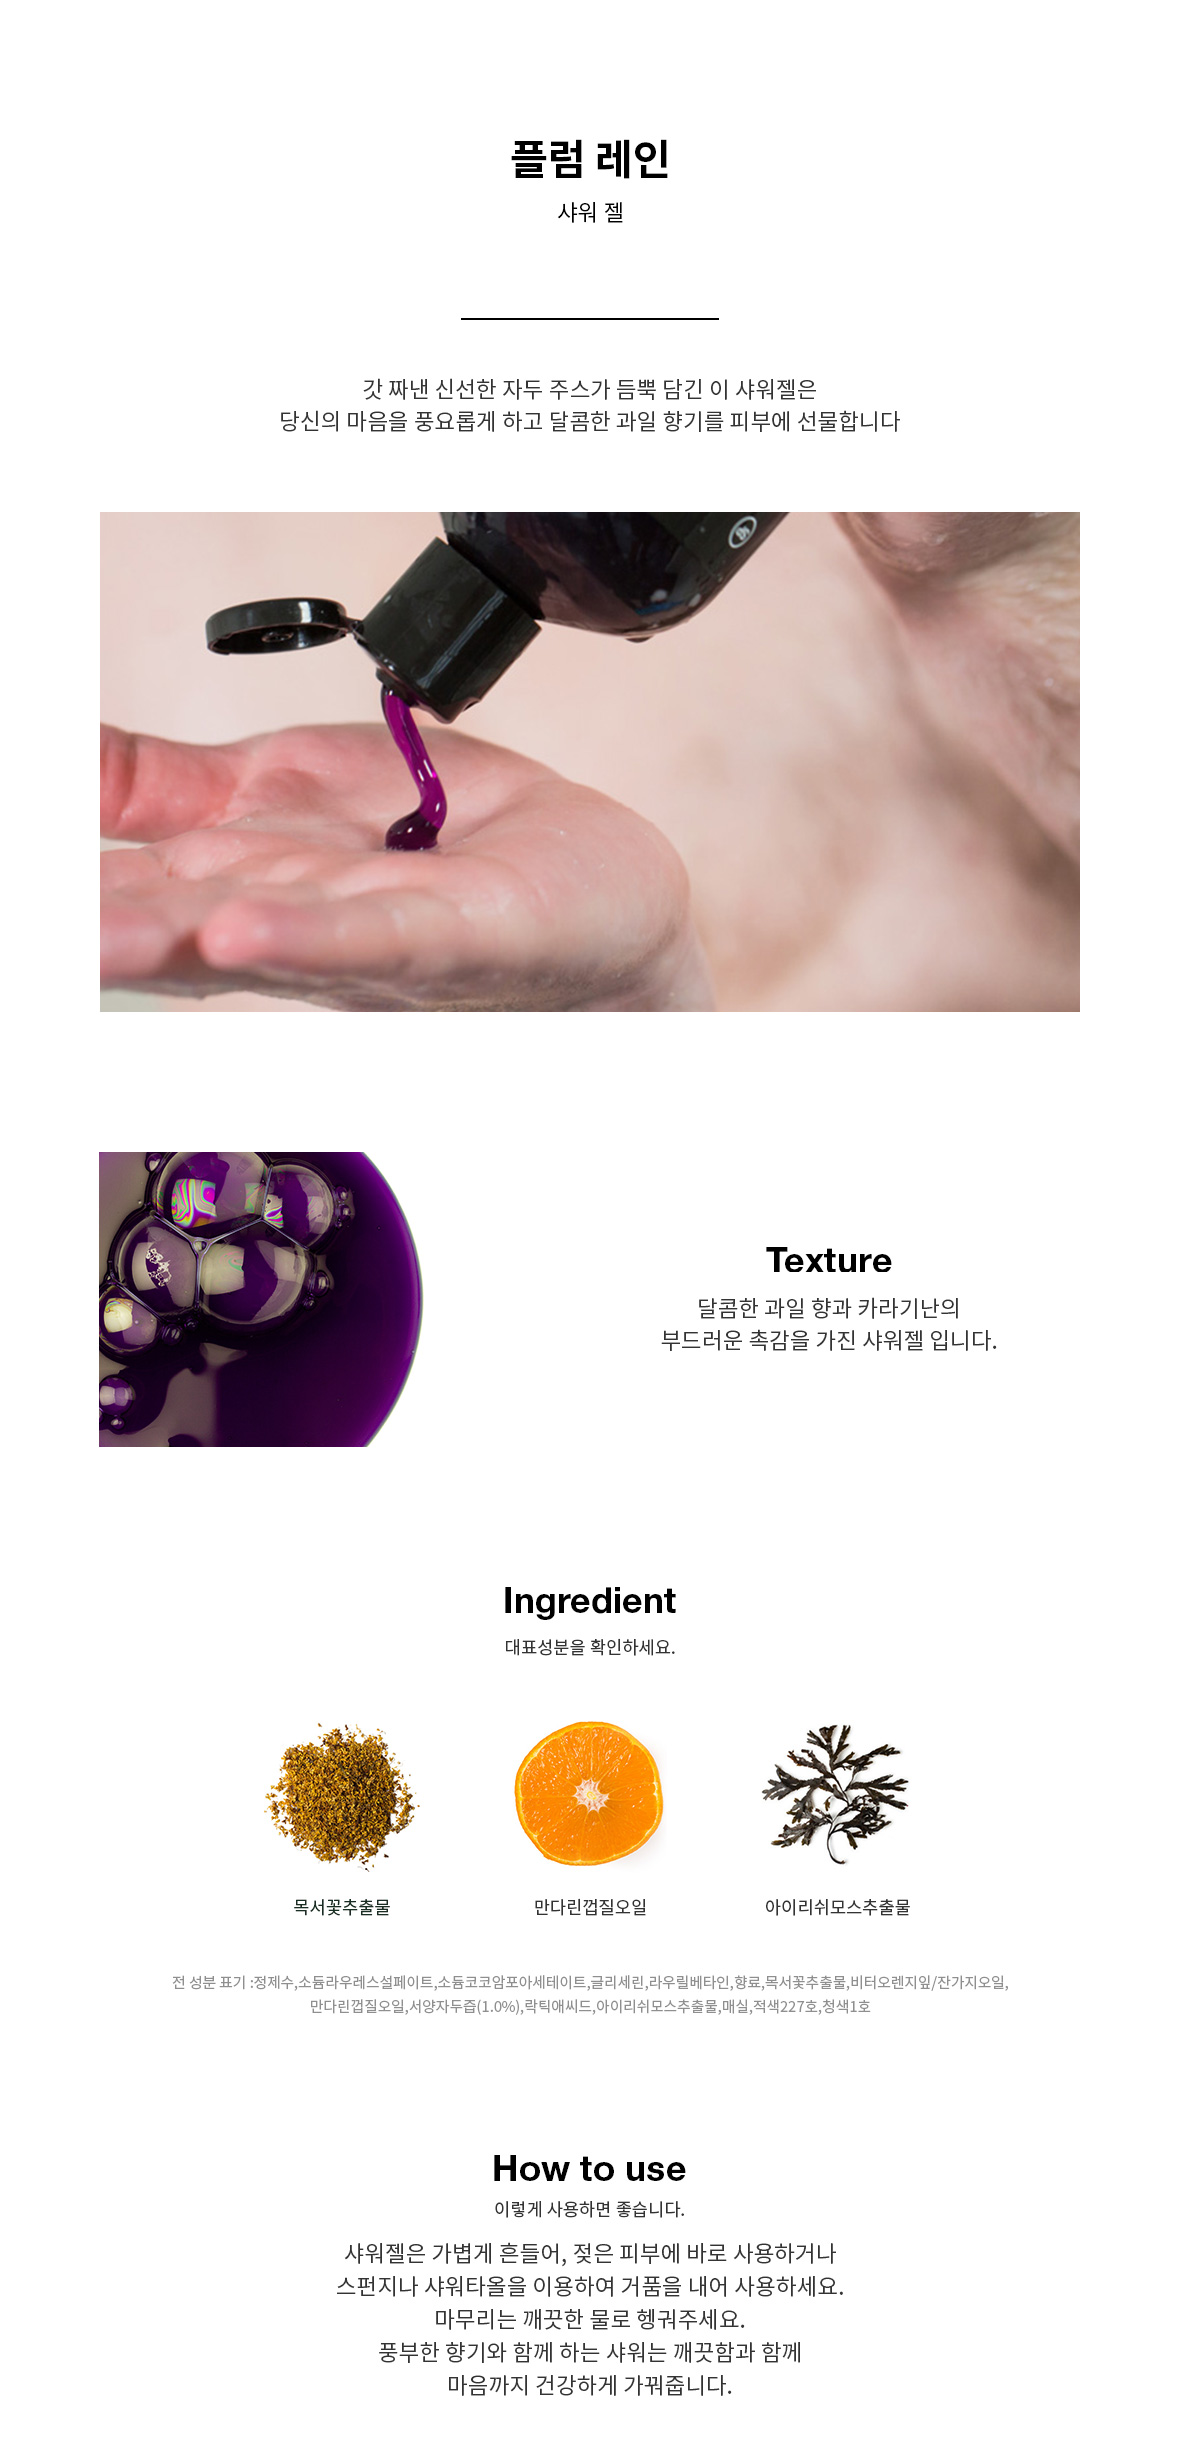 플럼 레인
샤워 젤
갓 짜낸 신선한 자두 주스가 듬뿍 담긴 이 샤워젤은
당신의 마음을 풍요롭게 하고 달콤한 과일 향기를 피부에 선물합니다
Texture
달콤한 과일 향과 카라기난의
부드러운 촉감을 가진 샤워젤 입니다.
Ingredient
대표성분을 확인하세요.
목서꽃추출물
만다린껍질오일
아이리쉬모스추출물
전 성분 표기 :정제수,소듐라우레스설페이트,소듐코코암포아세테이트,글리세린,라우릴베타인,향료,목서꽃추출물,비터오렌지잎/잔가지오일,
만다린껍질오일,서양자두즙(1.0%),락틱애씨드,아이리쉬모스추출물,매실,적색227호,청색1호
How to use
이렇게 사용하면 좋습니다.
샤워젤은 가볍게 흔들어, 젖은 피부에 바로 사용하거나
스펀지나 샤워타올을 이용하여 거품을 내어 사용하세요.
마무리는 깨끗한 물로 헹궈주세요.
풍부한 향기와 함께 하는 샤워는 깨끗함과 함께
마음까지 건강하게 가꿔줍니다.